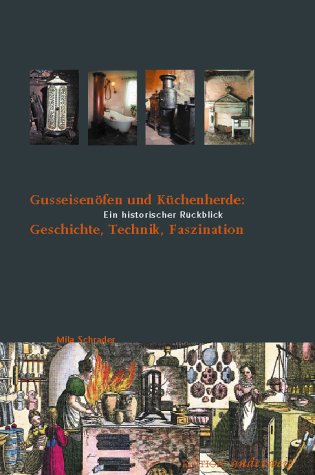 Gusseisenöfen und Küchenherde:
Ein historischer Rückblick
Geschichte, Technik, Faszination
Mila Schrader